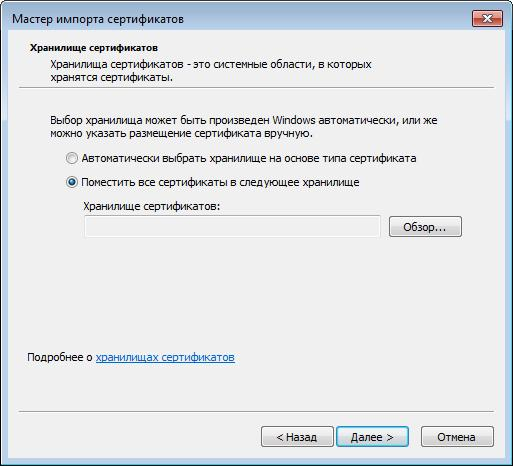 Мастер импорта сертификатов
Хранилище сертификатов
Хранилища сертификатов - это системные области, в которых
хранятся сертификаты.
Выбор хранилища может быть произведен Windows автоматически, или же
можно указать размещение сертификата вручную.
Автоматически выбрать хранилище на основе типа сертификата
Поместить все сертификаты в следующее хранилище
Хранилище сертификатов:
Обзор...
Подробнее о хранилищах сертификатов
< Назад Далее > Отмена